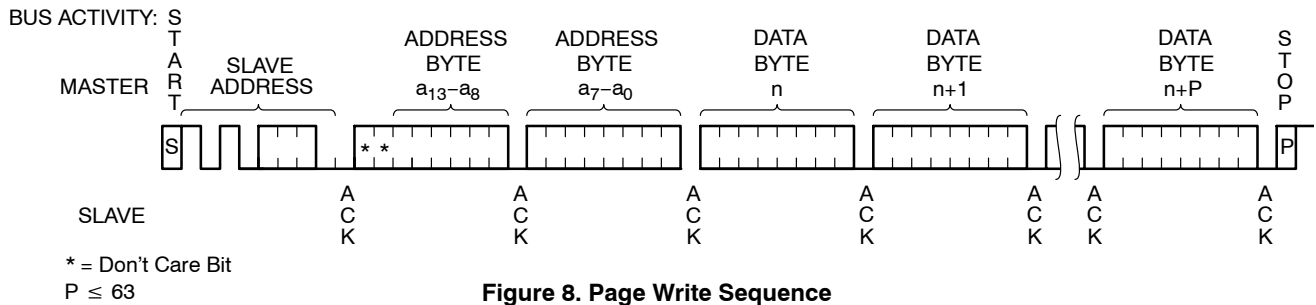 BUS ACTIVITY:
MASTER
START
SLAVE ADDRESS
ADDRESS BYTE a13−a8
ADDRESS BYTE a7−a0
DATA BYTE n
DATA BYTE n+1
DATA BYTE n+P
STOP
S
* *
P
SLAVE
ACK
ACK
ACK
ACK
ACK
ACK
ACK
* = Don't Care Bit
P ≤ 63
Figure 8. Page Write Sequence